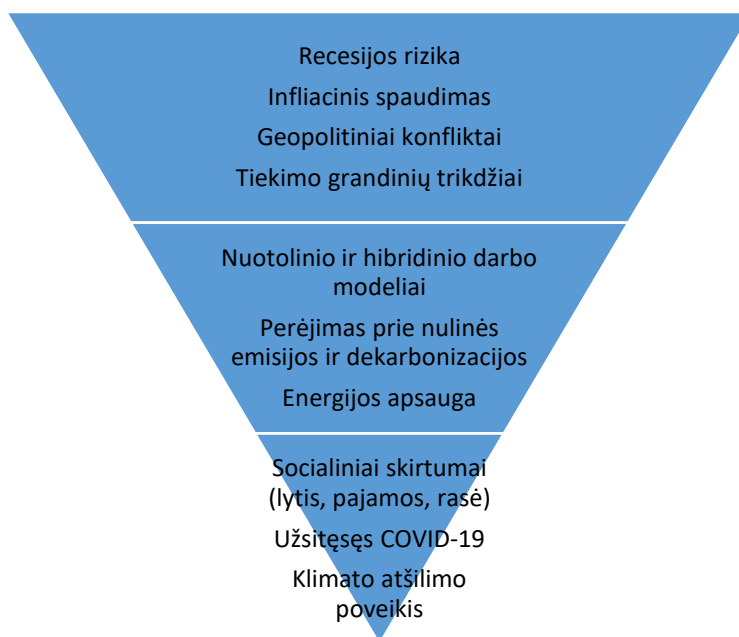 Recesijos rizika
Infliacinis spaudimas
Geopolitiniai konfliktai
Tiekimo grandinių trikdžiai
Nuotolinio ir hibridinio darbo
modeliai
Perėjimas prie nulinės
emisijos ir dekarbonizacijos
Energijos apsauga
Socialiniai skirtumai
(lytis, pajamos, rasė)
Užsitęsęs COVID-19
Klimato atšilimo
poveikis